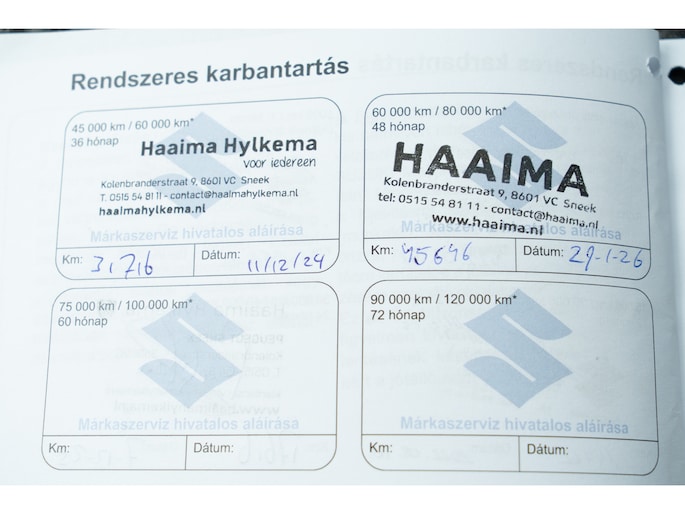 Rendszeres karbantartás
45 000 km / 60 000 km*
36 hónap
Haaima Hylkema
voor iedereen
Kolenbranderstraat 9, 8601 VC Sneek
T. 0515 54 81 11 - contact@haaimahylkema.nl
haaimahylkema.nl
Márkaszerviz hivatalos aláírása
Km:
Dátum: 11/12/24
60 000 km / 80 000 km*
48 hónap
HAAIMA
Kolenbranderstraat 9, 8601 VC Sneek
tel: 0515 54 81 11 - contact@haaima.nl
www.haaima.nl
Márkaszerviz hivatalos aláírása
Km: 45646
Dátum: 29-1-26
75 000 km / 100 000 km*
60 hónap
Márkaszerviz hivatalos aláírása
Km:
Dátum:
90 000 km / 120 000 km*
72 hónap
Márkaszerviz hivatalos aláírása
Km:
Dátum: